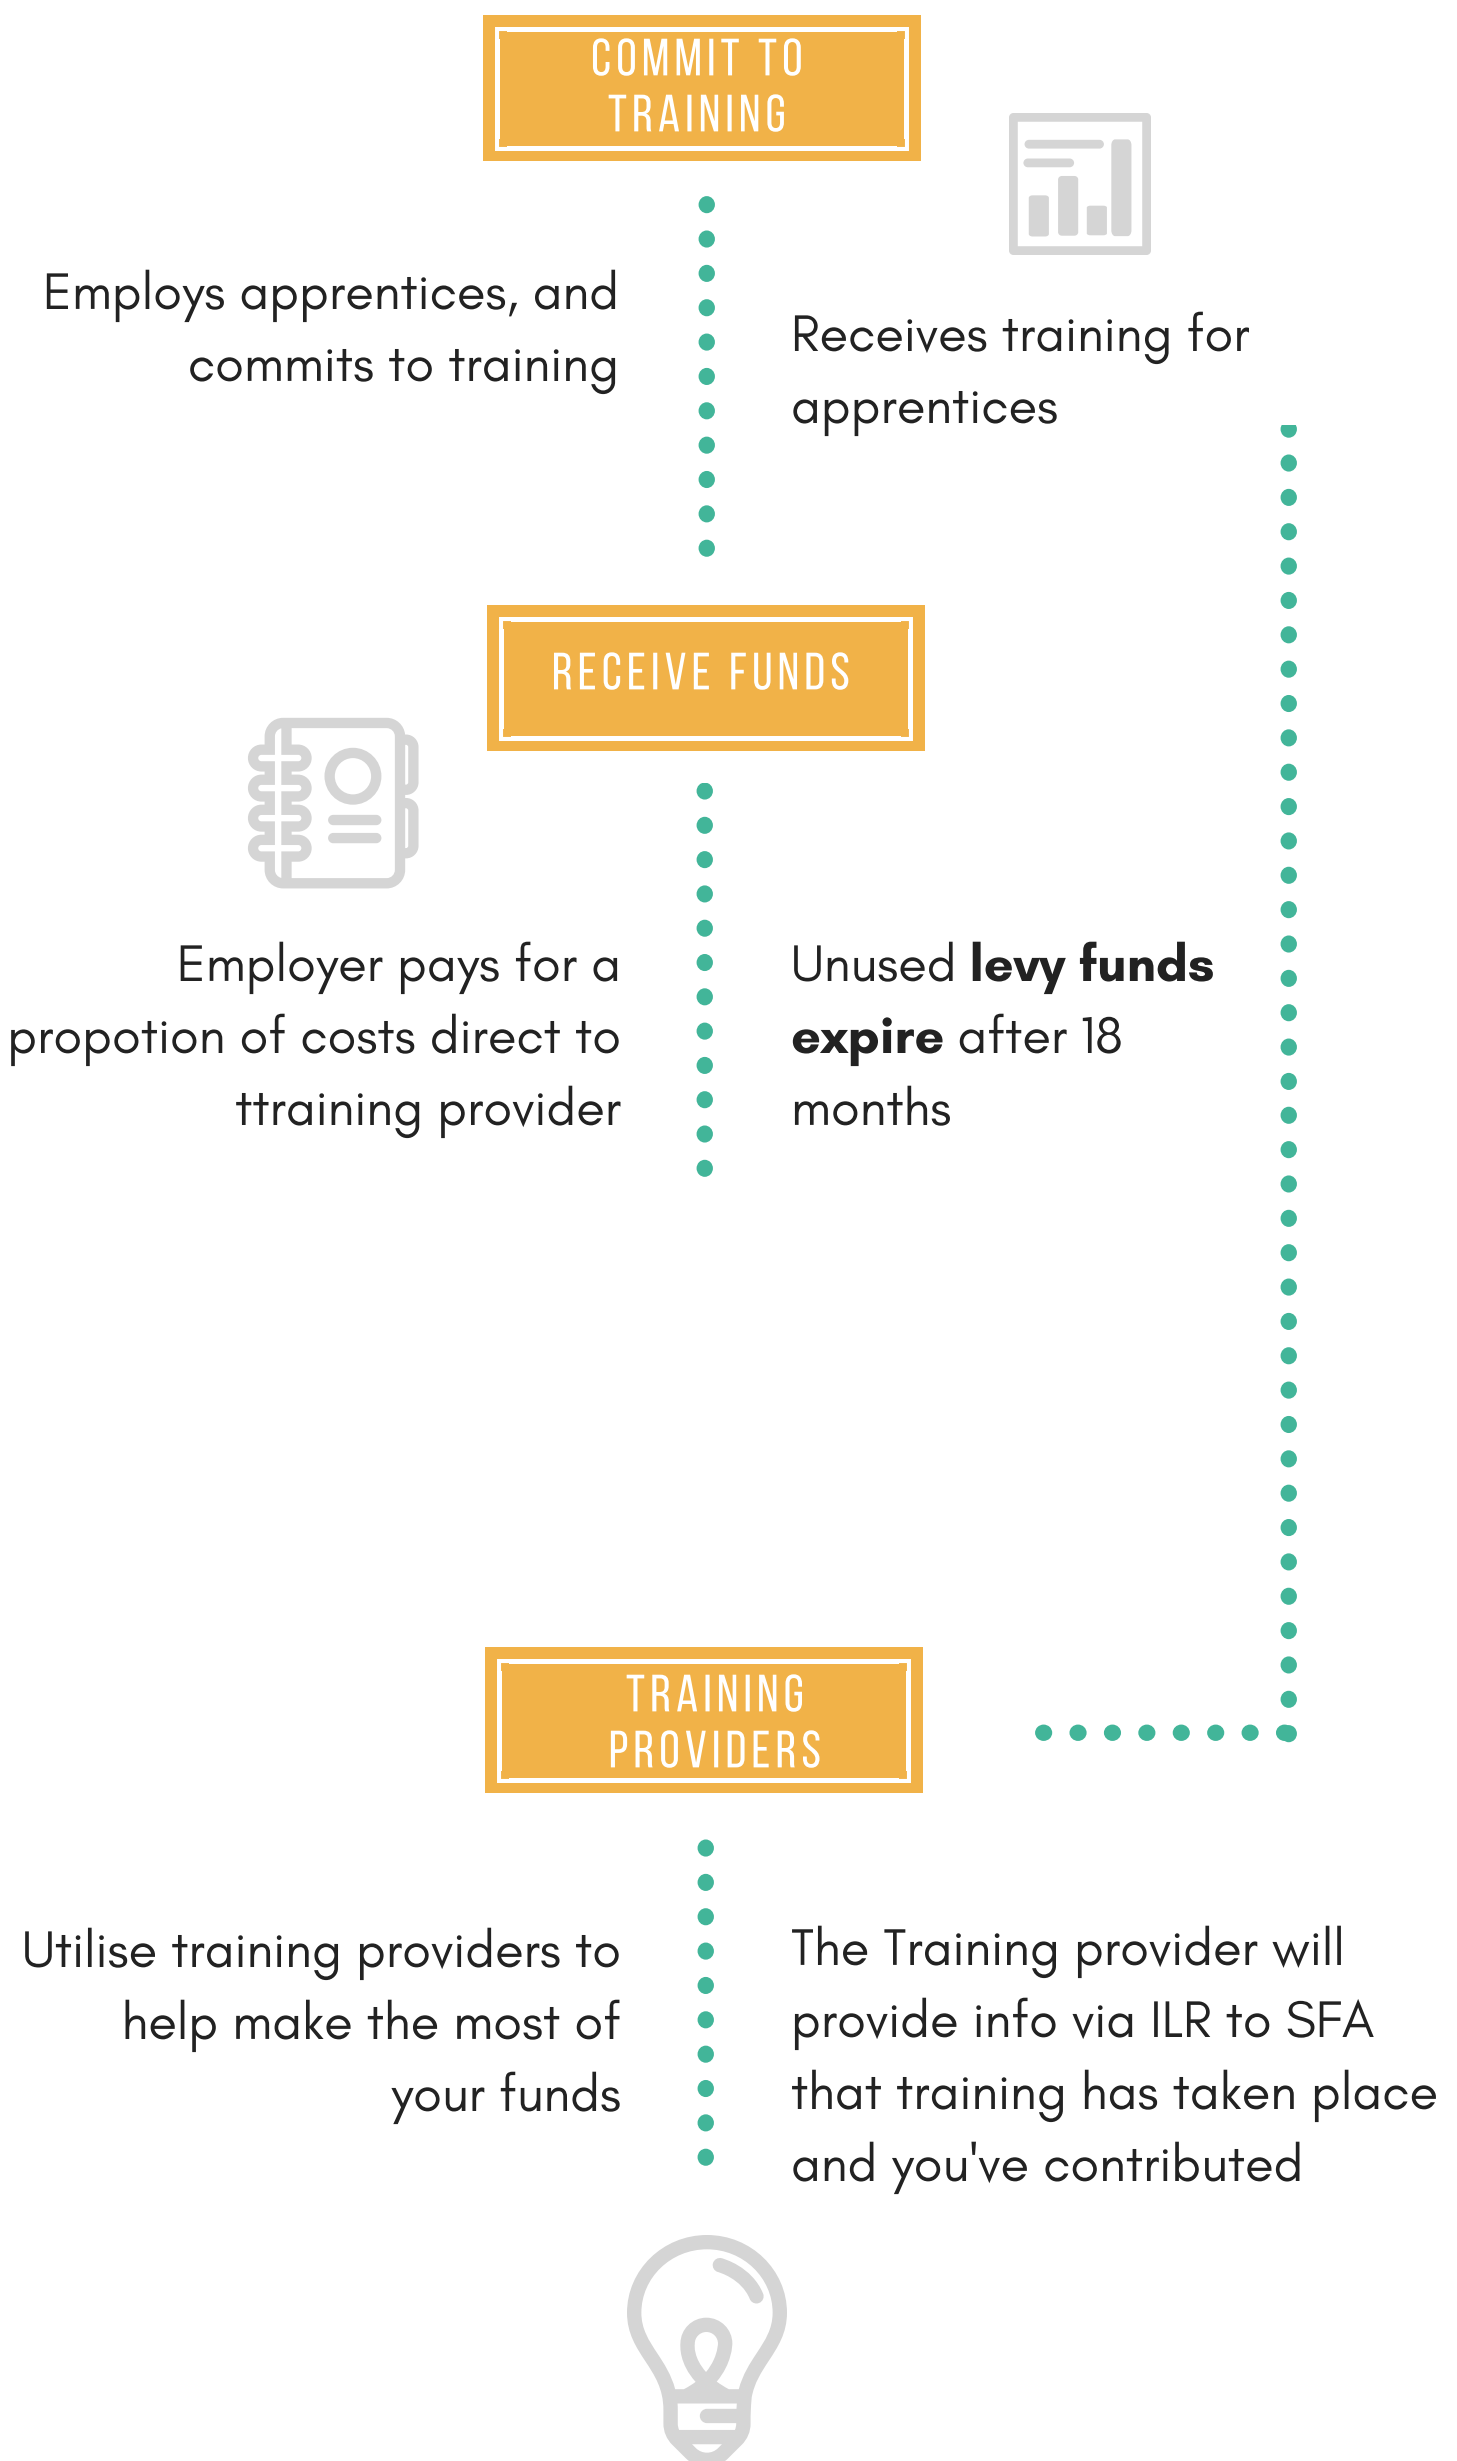 COMMIT TO
TRAINING
Employs apprentices, and
commits to training
Receives training for
apprentices
RECEIVE FUNDS
Employer pays for a
propotion of costs direct to
ttraining provider
Unused levy funds
expire after 18
months
TRAINING
PROVIDERS
Utilise training providers to
help make the most of
your funds
The Training provider will
provide info via ILR to SFA
that training has taken place
and you've contributed